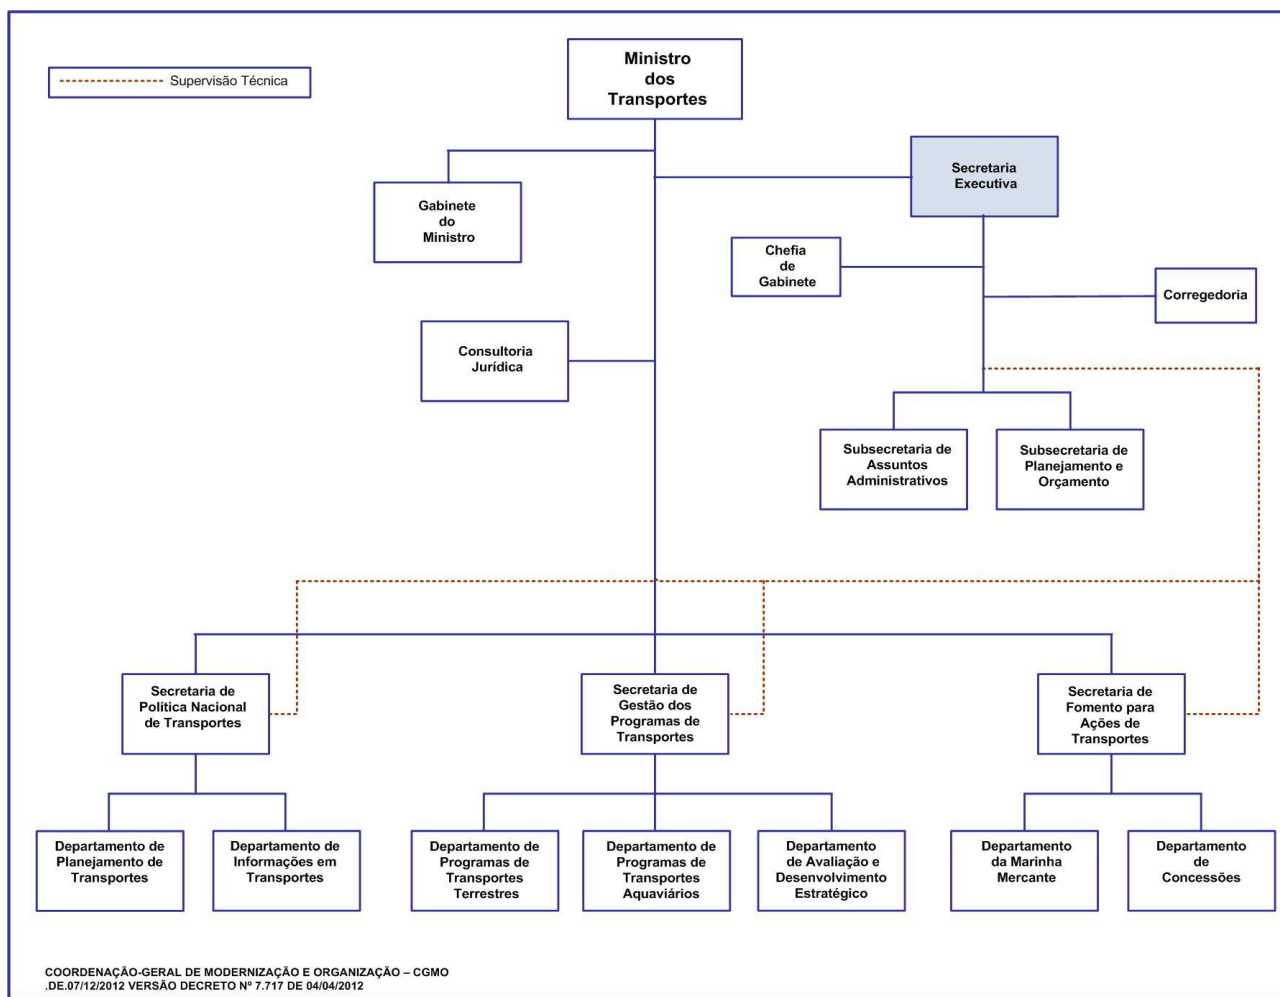 Supervisão Técnica
Ministro
dos
Transportes
Secretaria
Executiva
Gabinete
do
Ministro
Chefia
de
Gabinete
Corregedoria
Consultoria
Jurídica
Subsecretaria de
Assuntos
Administrativos
Subsecretaria de
Planejamento e
Orçamento
Secretaria de
Política Nacional
de Transportes
Secretaria de
Gestão dos
Programas de
Transportes
Secretaria de
Fomento para
Ações de
Transportes
Departamento de
Planejamento de
Transportes
Departamento de
Informações em
Transportes
Departamento de
Programas de
Transportes
Terrestres
Departamento de
Programas de
Transportes
Aquaviários
Departamento
de Avaliação e
Desenvolvimento
Estratégico
Departamento
da Marinha
Mercante
Departamento
de
Concessões
COORDENAÇÃO-GERAL DE MODERNIZAÇÃO E ORGANIZAÇÃO – CGMO
.DE.07/12/2012 VERSÃO DECRETO Nº 7.717 DE 04/04/2012